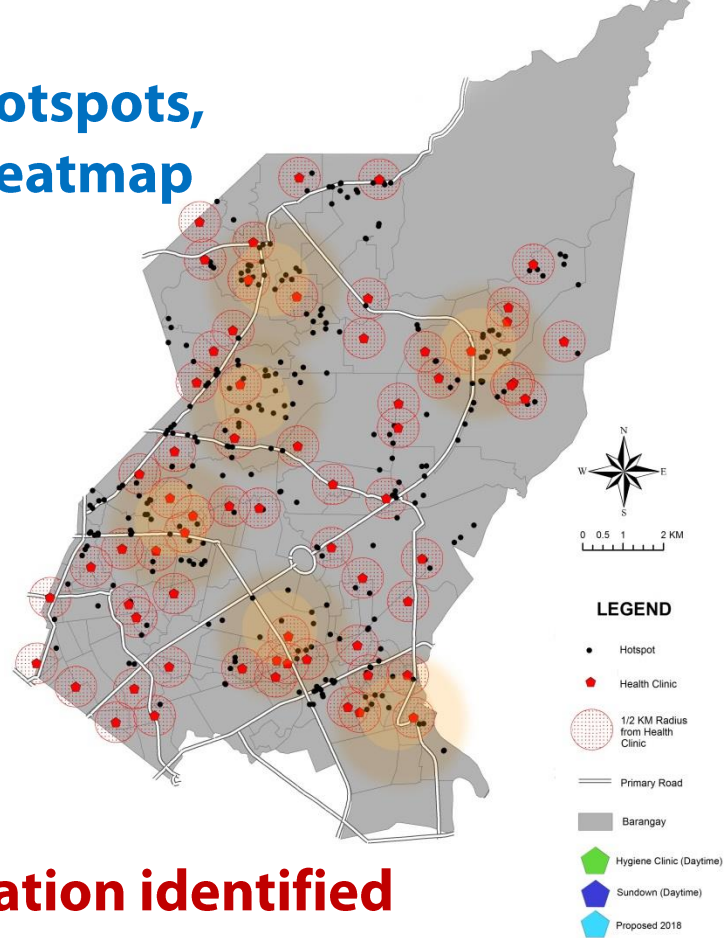 otspots,
eatmap
N
W
E
S
0 0.5 1 2 KM
LEGEND
Hotspot
Health Clinic
1/2 KM Radius
from Health
Clinic
Primary Road
Barangay
Hygiene Clinic (Daytime)
Sundown (Daytime)
Proposed 2018
ation identified